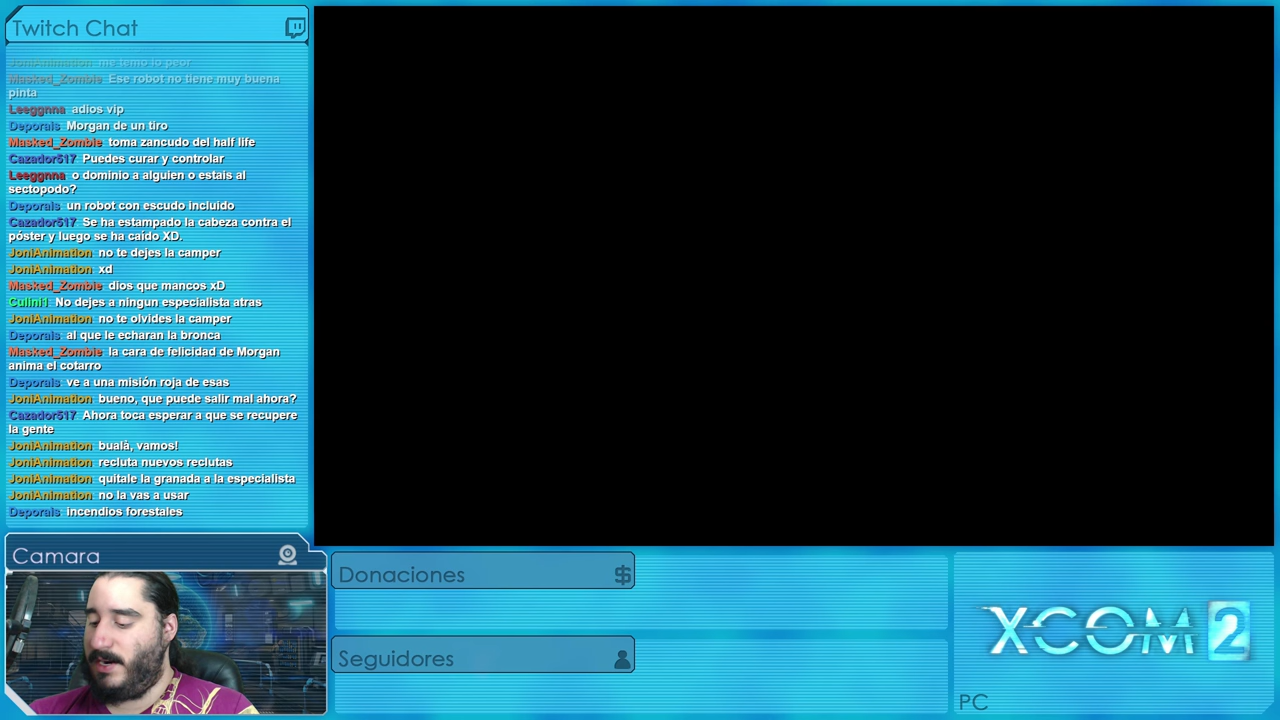 Twitch Chat
JoniAnimation me temo lo peor
Masked_Zombie Ese robot no tiene muy buena
pinta
Leeggnna adios vip
Deporals Morgan de un tiro
Masked_Zombie toma zancudo del half life
Cazador517 Puedes curar y controlar
Leeggnna o dominio a alguien o estais al
sectopodo?
Deporals un robot con escudo incluido
Cazador517 Se ha estampado la cabeza contra el
póster y luego se ha caído XD.
JoniAnimation no te dejes la camper
JoniAnimation xd
Masked_Zombie dios que mancos xD
Culini1 No dejes a ningun especialista atras
JoniAnimation no te olvides la camper
Deporals al que le echaran la bronca
Masked_Zombie la cara de felicidad de Morgan
anima el cotarro
Deporals ve a una misión roja de esas
JoniAnimation bueno, que puede salir mal ahora?
Cazador517 Ahora toca esperar a que se recupere
la gente
JoniAnimation bualà, vamos!
JoniAnimation recluta nuevos reclutas
JoniAnimation quitale la granada a la especialista
JoniAnimation no la vas a usar
Deporals incendios forestales
Camara
Donaciones $
Seguidores
XCOM 2
PC